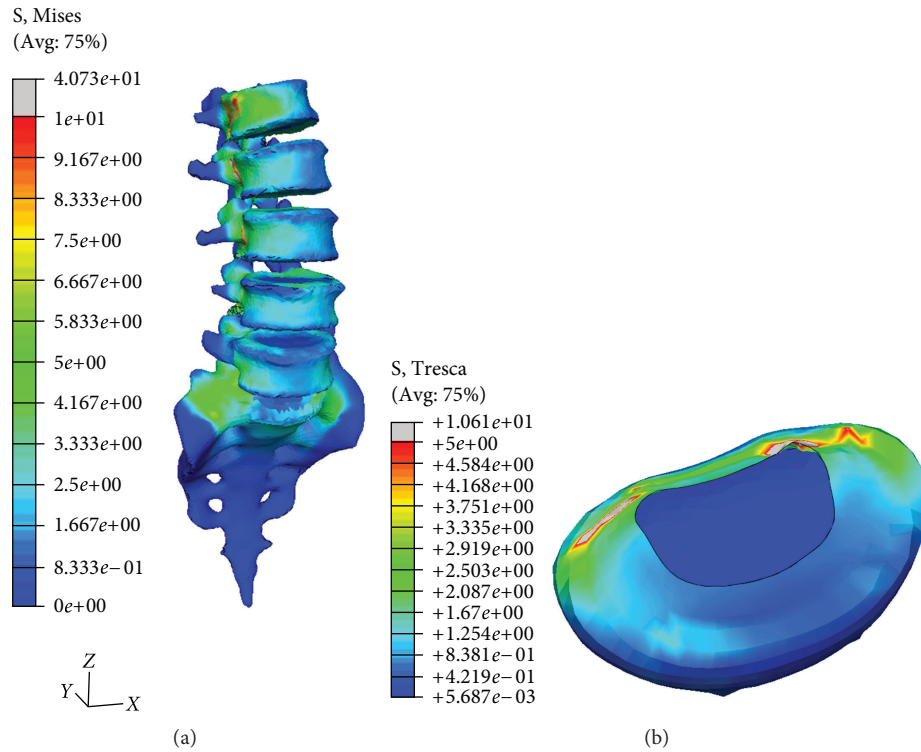 S, Mises
(Avg: 75%)
4.073e+01
1e+01
9.167e+00
8.333e+00
7.5e+00
6.667e+00
5.833e+00
5e+00
4.167e+00
3.333e+00
2.5e+00
1.667e+00
8.333e−01
0e+00
Z
Y
X
(a)
S, Tresca
(Avg: 75%)
+1.061e+01
+5e+00
+4.584e+00
+4.168e+00
+3.751e+00
+3.335e+00
+2.919e+00
+2.503e+00
+2.087e+00
+1.67e+00
+1.254e+00
+8.381e−01
+4.219e−01
+5.687e−03
(b)